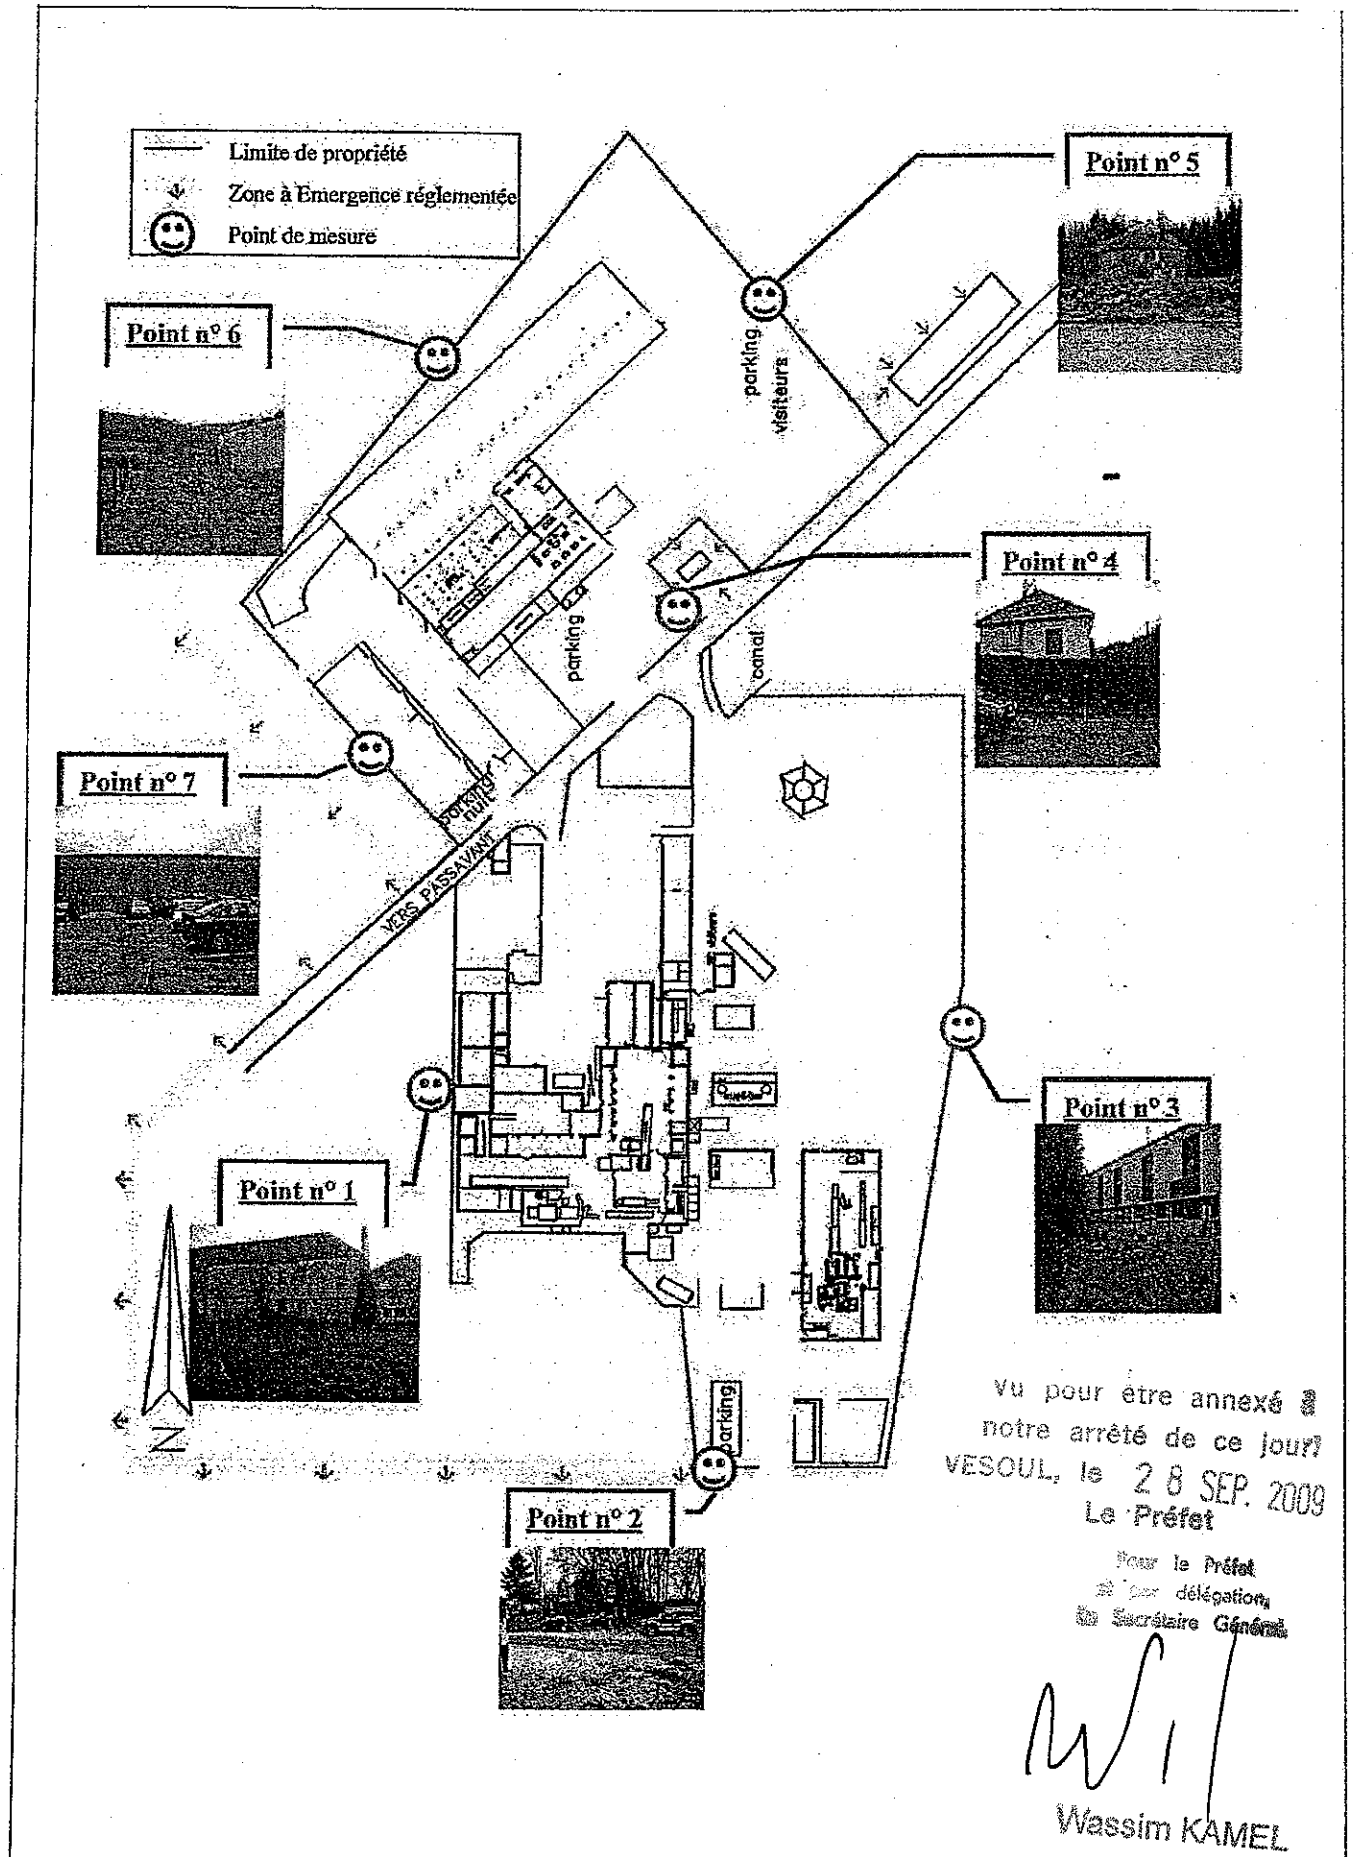 Limite de propriété
Zone à Emergence réglementée
Point de mesure
Point n° 5
Point n° 6
parking
visiteurs
Point n° 4
parking
canal
Point n° 7
parking
nuit
VERS PASSAVANT
Point n° 3
Point n° 1
N
parking
Point n° 2
Vu pour être annexé à
notre arrêté de ce jour
VESOUL, le 28 SEP. 2009
Le Préfet
Pour le Préfet
et par délégation,
Le Secrétaire Général
Wassim KAMEL